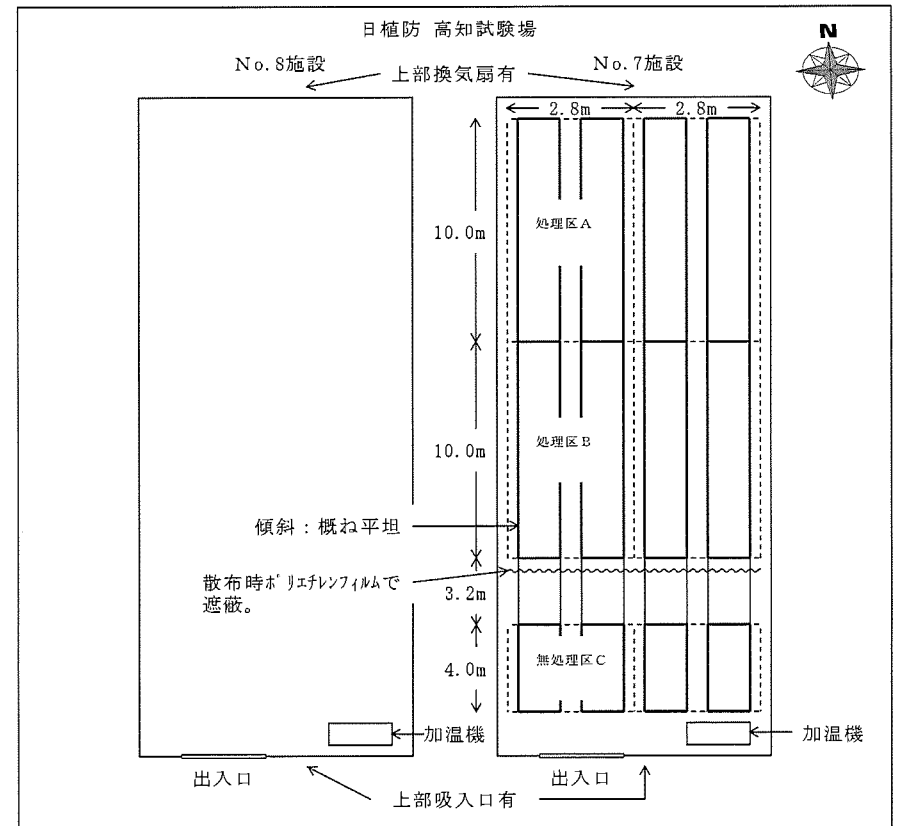 日植防 高知試験場
N
No.8施設
上部換気扇有
No.7施設
2.8m
2.8m
10.0m
処理区A
10.0m
処理区B
傾斜：概ね平坦
散布時ﾎﾟﾘｴﾁﾚﾝﾌｨﾙﾑで
遮蔽。
3.2m
4.0m
無処理区C
加温機
加温機
出入口
出入口
上部吸入口有